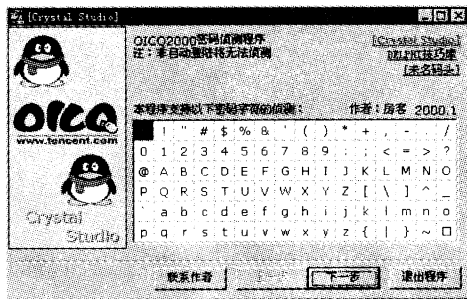 [Crystal Studio]
OICQ2000密码侦测程序
注：非自动登陆将无法侦测
[Crystal Studio]
[未名码头]
OICQ
www.tencent.com
本程序支持以下密码字符的侦测：
作者：房客 2000.1
! " # $ % & ' ( ) * + , - . /
0 1 2 3 4 5 6 7 8 9 : ; < = > ?
@ A B C D E F G H I J K L M N O
P Q R S T U V W X Y Z [ \ ] ^ _
` a b c d e f g h i j k l m n o
p q r s t u v w x y z { | } ~ □
Crystal
Studio
联系作者
下一步
退出程序